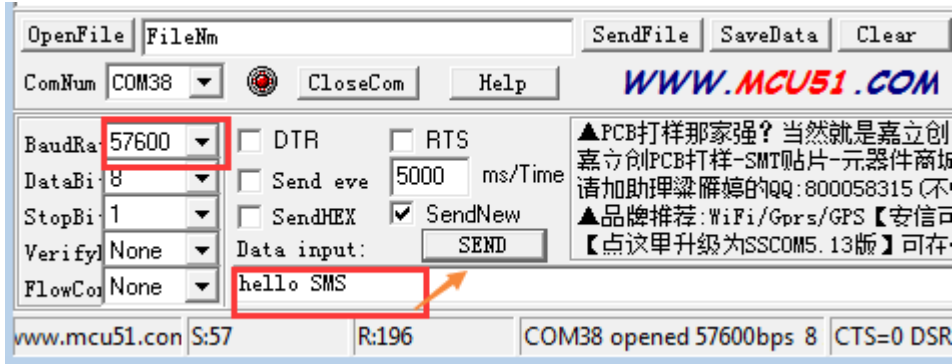 OpenFile FileNm SendFile SaveData Clear
ComNum COM38 CloseCom Help WWW.MCU51.COM
BaudRa 57600 DTR RTS
DataBi 8 Send eve 5000 ms/Time
StopBi 1 SendHEX SendNew
Verify None Data input: SEND
FlowCo None hello SMS
▲PCB打样那家强?当然就是嘉立创
嘉立创PCB打样-SMT贴片-元器件商城
请加助理梁雁婷的QQ:800058315(不
▲品牌推荐:WiFi/Gprs/GPS【安信可
【点这里升级为SSCOM5.13版】可在
www.mcu51.con S:57 R:196 COM38 opened 57600bps 8 CTS=0 DSR